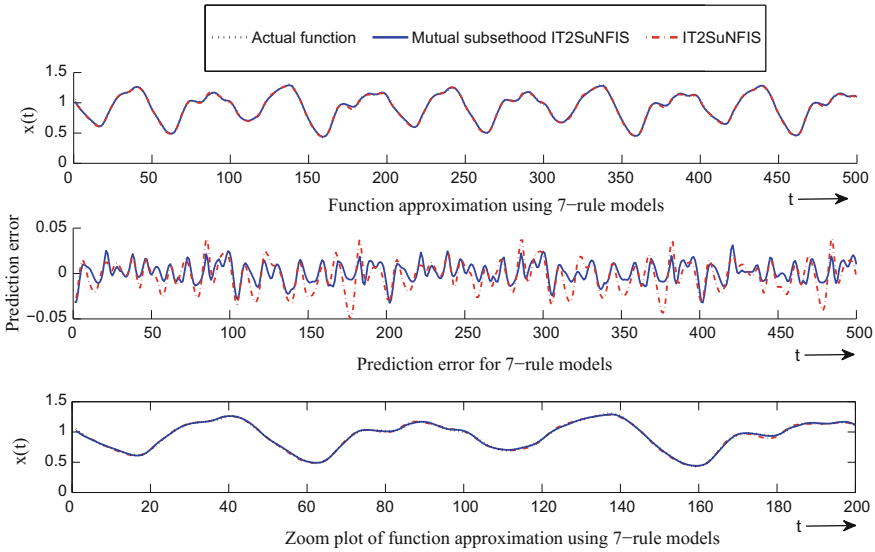 Actual function Mutual subsethood IT2SuNFIS IT2SuNFIS
1.5
1
0.5
0
x(t)
0 50 100 150 200 250 300 350 400 450 500
Function approximation using 7−rule models
t
0.05
0
−0.05
Prediction error
0 50 100 150 200 250 300 350 400 450 500
Prediction error for 7−rule models
t
1.5
1
0.5
0
x(t)
0 20 40 60 80 100 120 140 160 180 200
Zoom plot of function approximation using 7−rule models
t